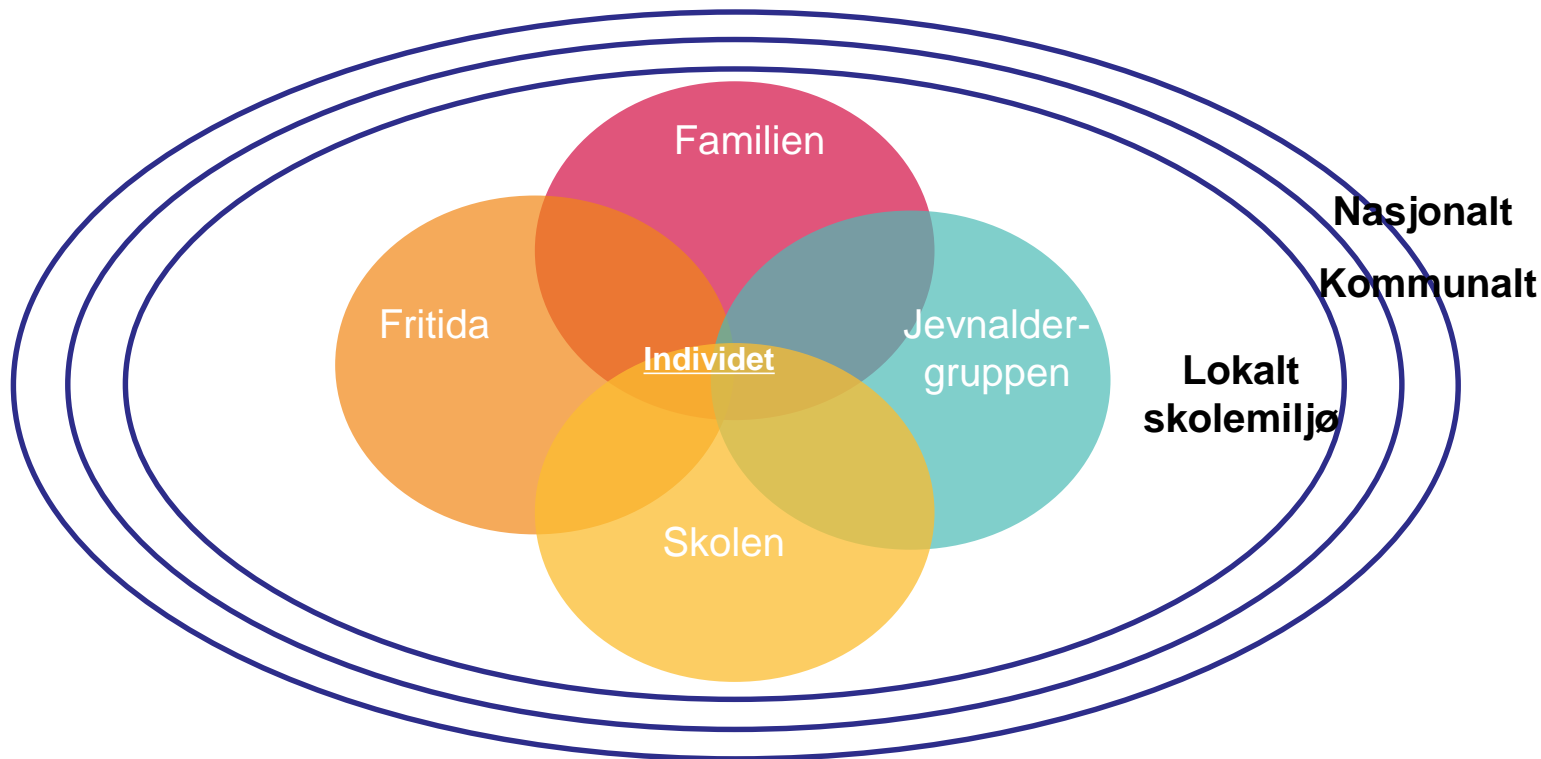 Familien
Nasjonalt
Kommunalt
Fritida
Jevnalder-
gruppen
Individet
Lokalt
skolemiljø
Skolen